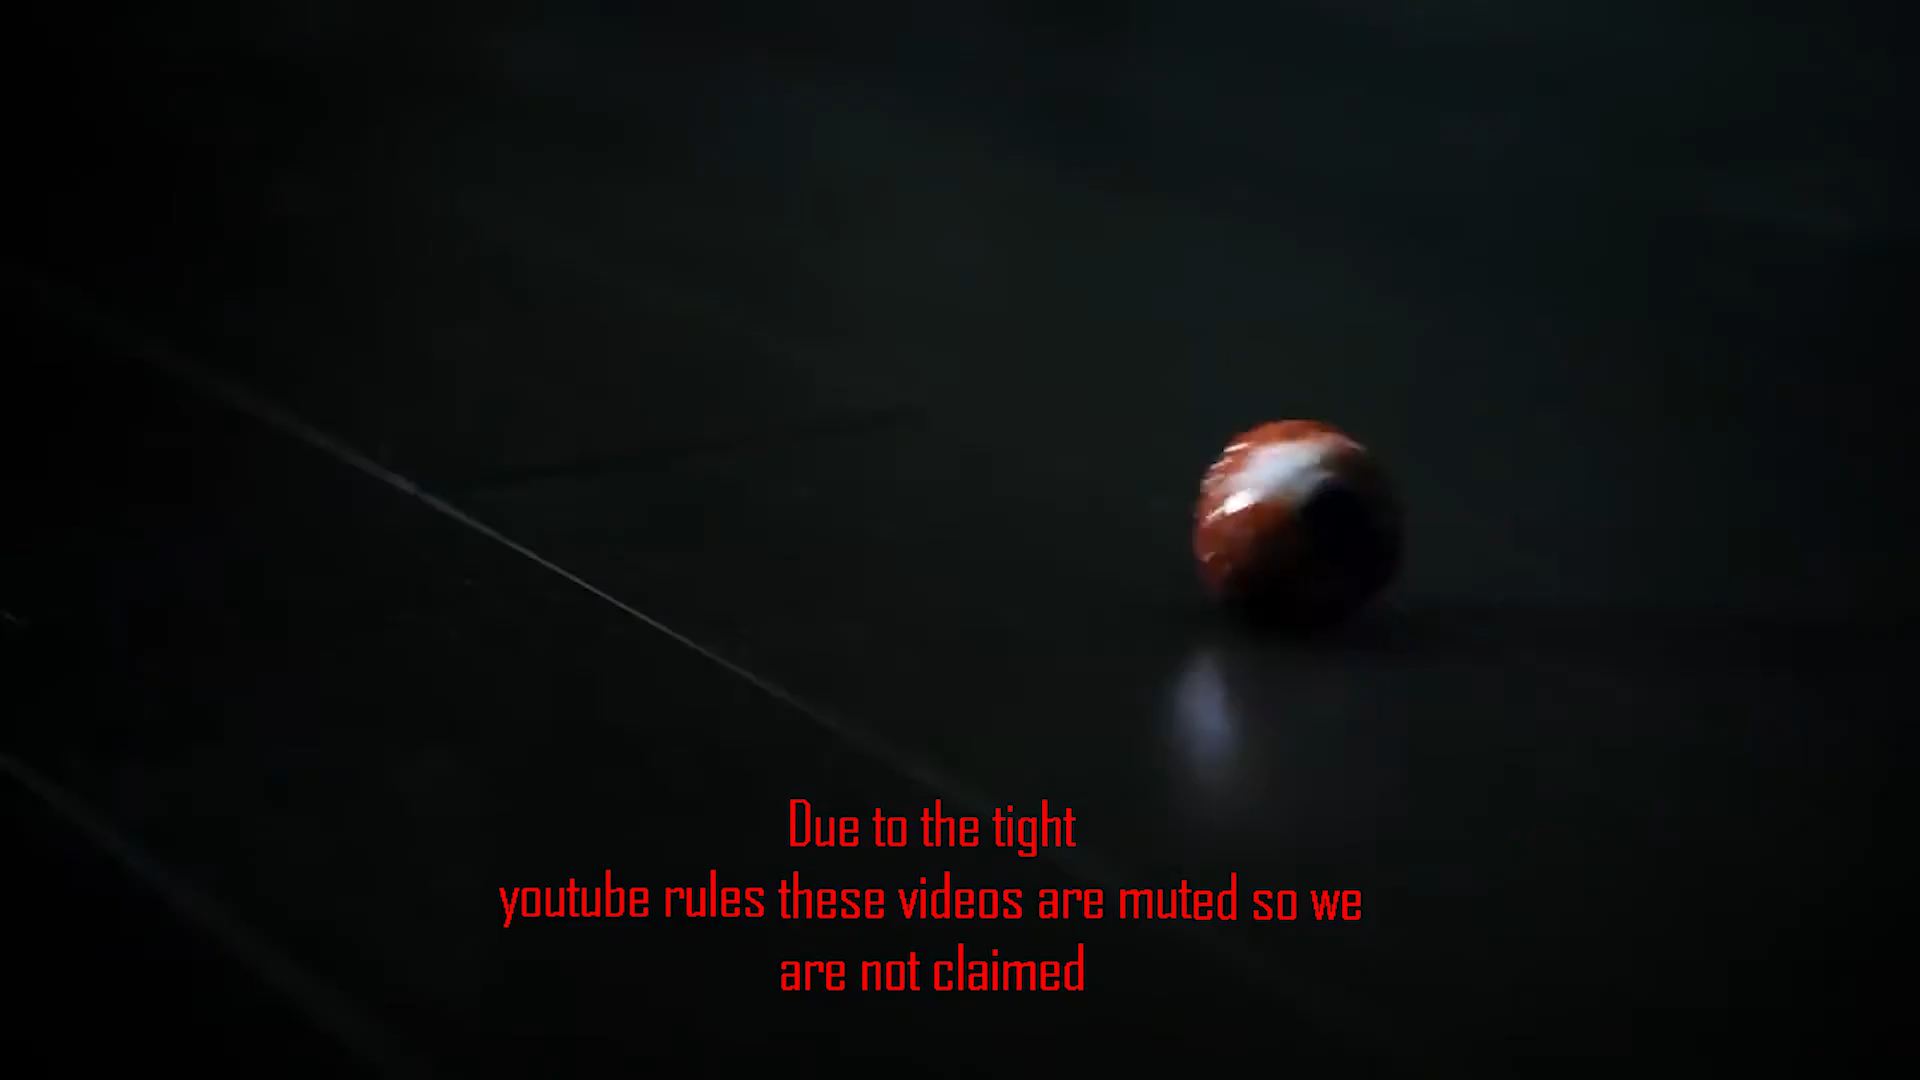 Due to the tight
youtube rules these videos are muted so we
are not claimed